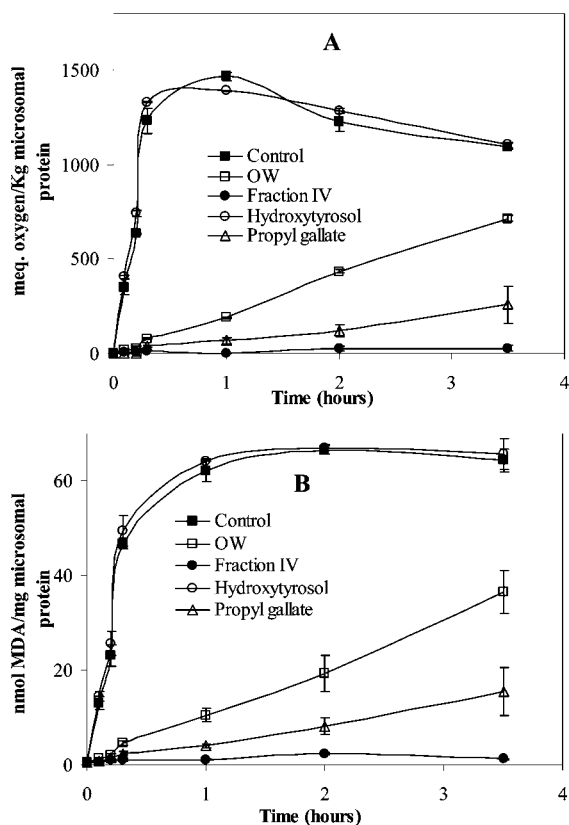 A
meq. oxygen/Kg microsomal
protein
1500
1000
500
0
Control
OW
Fraction IV
Hydroxytyrosol
Propyl gallate
0
1
2
3
4
Time (hours)
B
nmol MDA/mg microsomal
protein
60
40
20
0
Control
OW
Fraction IV
Hydroxytyrosol
Propyl gallate
0
1
2
3
4
Time (hours)